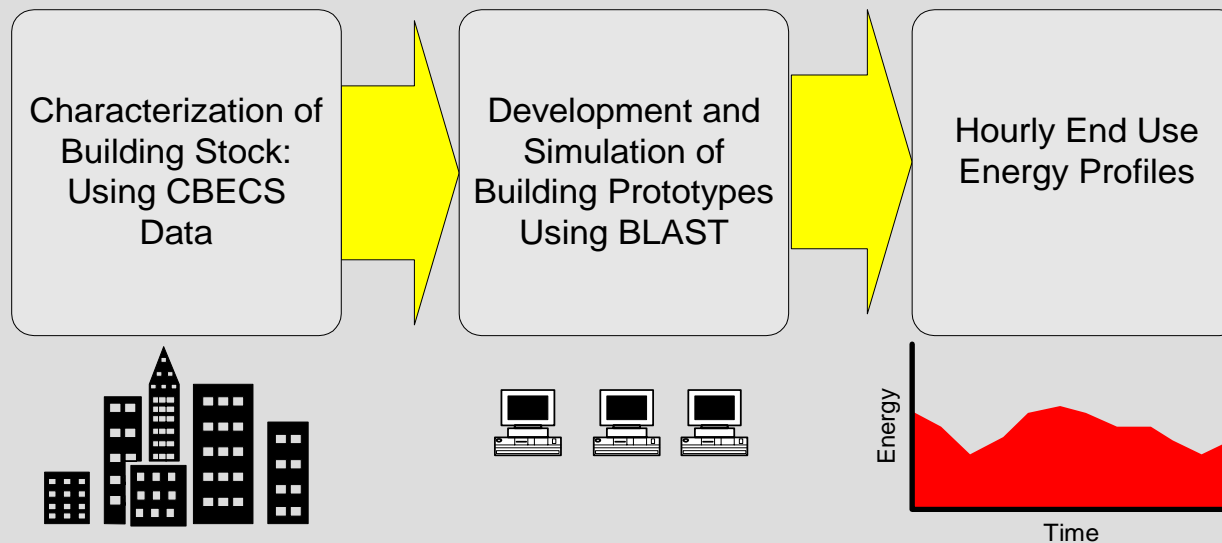 Characterization of
Building Stock:
Using CBECS
Data
Development and
Simulation of
Building Prototypes
Using BLAST
Hourly End Use
Energy Profiles
Energy
Time